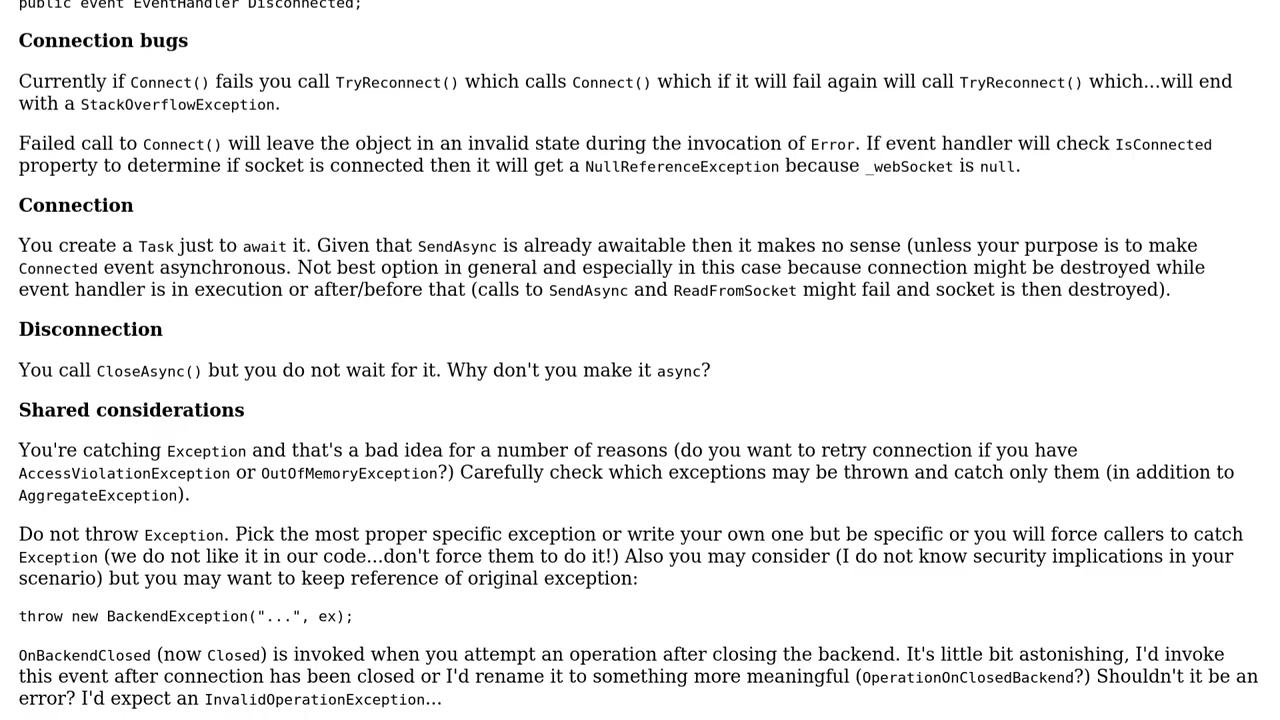 public event EventHandler Disconnected;
Connection bugs
Currently if Connect() fails you call TryReconnect() which calls Connect() which if it will fail again will call TryReconnect() which...will end
with a StackOverflowException.
Failed call to Connect() will leave the object in an invalid state during the invocation of Error. If event handler will check IsConnected
property to determine if socket is connected then it will get a NullReferenceException because _webSocket is null.
Connection
You create a Task just to await it. Given that SendAsync is already awaitable then it makes no sense (unless your purpose is to make
Connected event asynchronous. Not best option in general and especially in this case because connection might be destroyed while
event handler is in execution or after/before that (calls to SendAsync and ReadFromSocket might fail and socket is then destroyed).
Disconnection
You call CloseAsync() but you do not wait for it. Why don't you make it async?
Shared considerations
You're catching Exception and that's a bad idea for a number of reasons (do you want to retry connection if you have
AccessViolationException or OutOfMemoryException?) Carefully check which exceptions may be thrown and catch only them (in addition to
AggregateException).
Do not throw Exception. Pick the most proper specific exception or write your own one but be specific or you will force callers to catch
Exception (we do not like it in our code...don't force them to do it!) Also you may consider (I do not know security implications in your
scenario) but you may want to keep reference of original exception:
throw new BackendException("...", ex);
OnBackendClosed (now Closed) is invoked when you attempt an operation after closing the backend. It's little bit astonishing, I'd invoke
this event after connection has been closed or I'd rename it to something more meaningful (OperationOnClosedBackend?) Shouldn't it be an
error? I'd expect an InvalidOperationException...